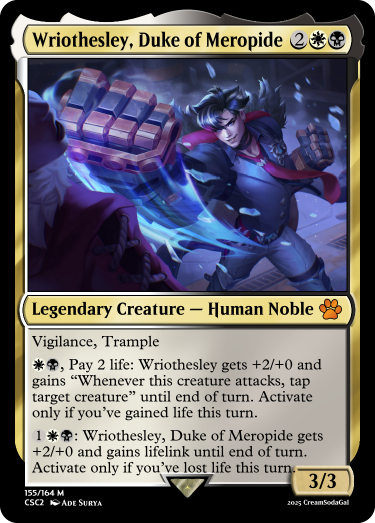 Wriothesley, Duke of Meropide 2
Legendary Creature — Human Noble
Vigilance, Trample
, Pay 2 life: Wriothesley gets +2/+0 and
gains “Whenever this creature attacks, tap
target creature” until end of turn. Activate
only if you’ve gained life this turn.
1 : Wriothesley, Duke of Meropide gets
+2/+0 and gains lifelink until end of turn.
Activate only if you’ve lost life this turn.
3/3
155/164 M
CSC2 Ade Surya
2025 CreamSodaGal